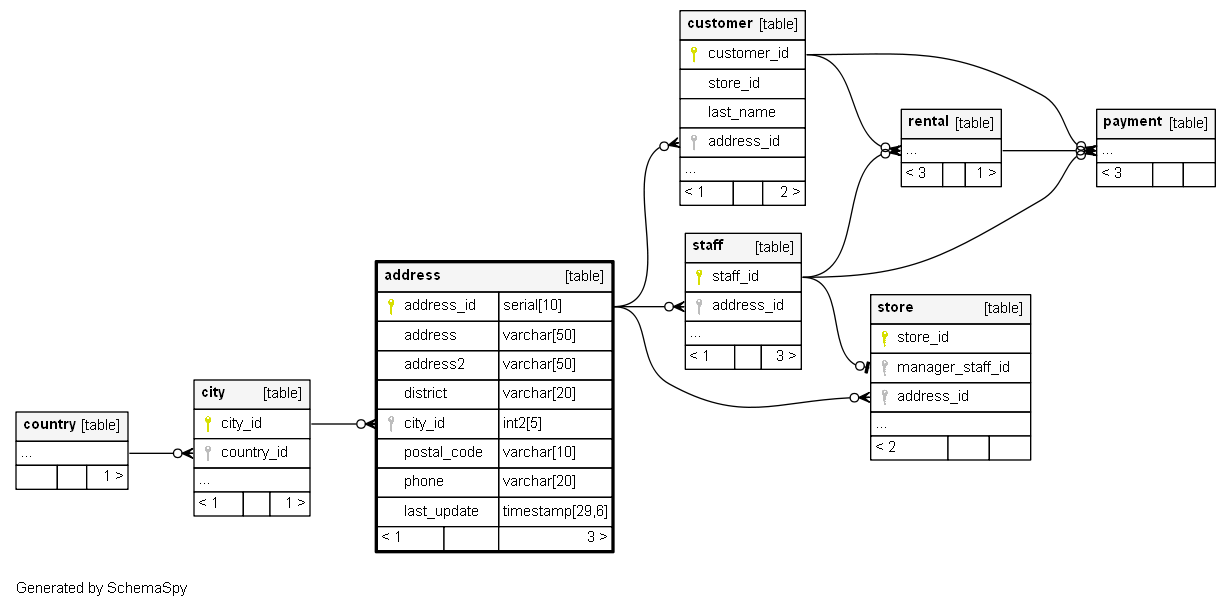 customer [table]
customer_id
store_id
last_name
address_id
...
< 1 2 >
rental [table]
...
< 3 1 >
payment [table]
...
< 3
staff [table]
staff_id
address_id
...
< 1 3 >
address [table]
address_id serial[10]
address varchar[50]
address2 varchar[50]
district varchar[20]
city_id int2[5]
postal_code varchar[10]
phone varchar[20]
last_update timestamp[29,6]
< 1 3 >
store [table]
store_id
manager_staff_id
address_id
...
< 2
city [table]
city_id
country_id
...
< 1 1 >
country [table]
...
1 >
Generated by SchemaSpy